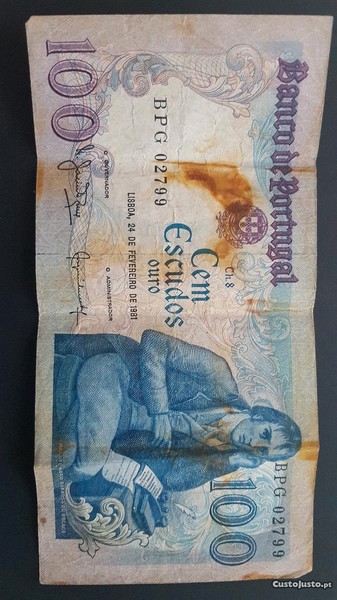 Banco de Portugal
100
BPG 02799
Ch. 8
Cem
Escudos
ouro
LISBOA, 24 DE FEVEREIRO DE 1981
O GOVERNADOR
O ADMINISTRADOR
BPG 02799
100
CustoJusto.pt